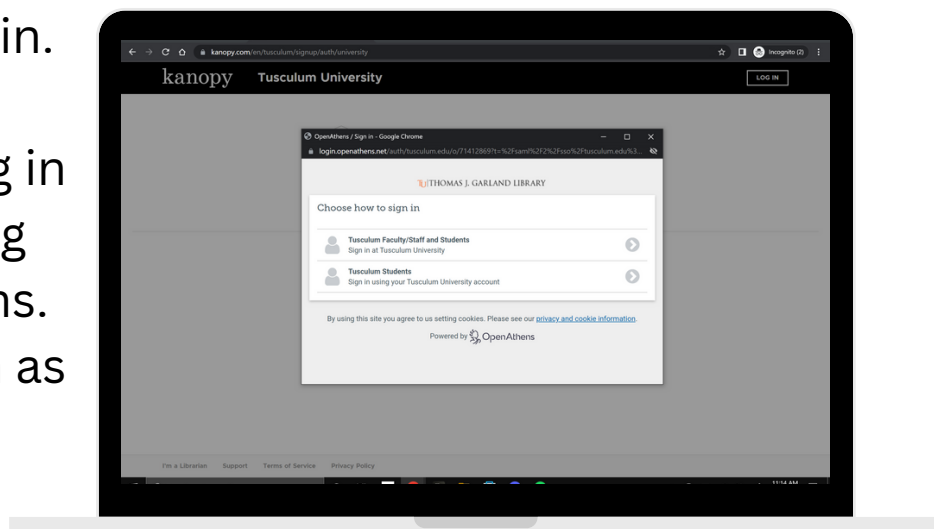 in.
g in
g
ns.
as
kanopy.com/en/tusculum/signup/auth/university
Incognito (2)
kanopy Tusculum University
LOG IN
OpenAthens / Sign in - Google Chrome
login.openathens.net/auth/tusculum.edu/o/71412869?t=%2Fsaml%2F2%2Fsso%2Ftusculum.edu%3...
THOMAS J. GARLAND LIBRARY
Choose how to sign in
Tusculum Faculty/Staff and Students
Sign in at Tusculum University
Tusculum Students
Sign in using your Tusculum University account
By using this site you agree to us setting cookies. Please see our privacy and cookie information.
Powered by OpenAthens
I'm a Librarian Support Terms of Service Privacy Policy
11:14 AM